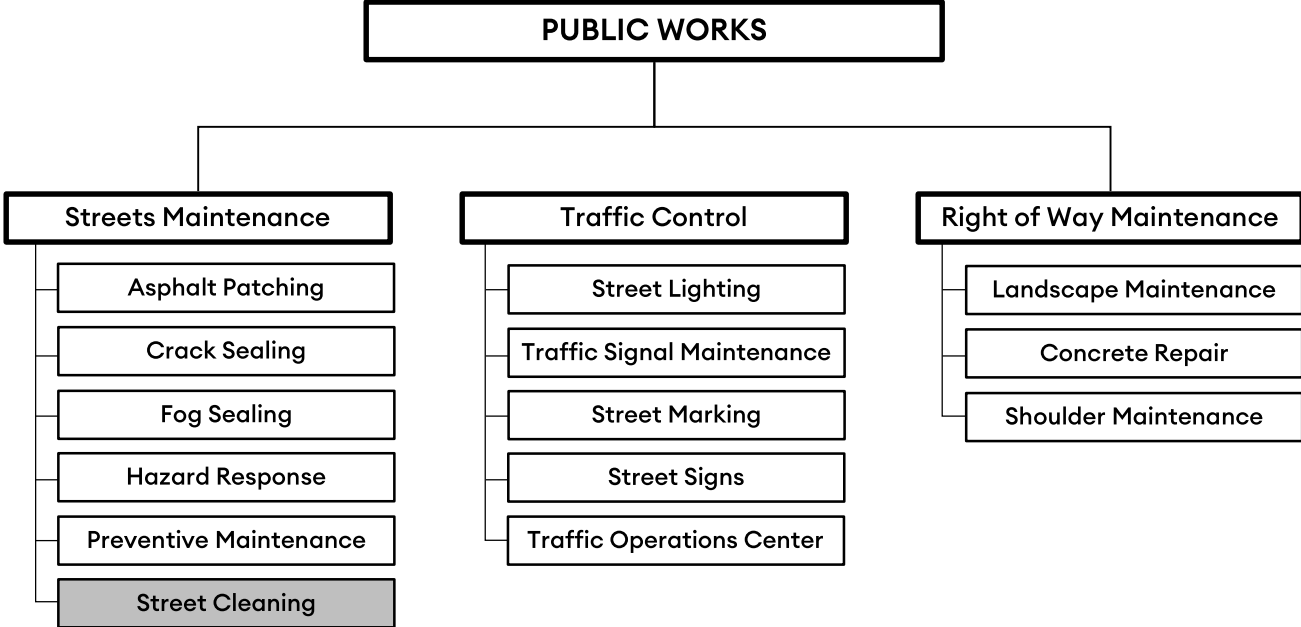 PUBLIC WORKS
Streets Maintenance
Asphalt Patching
Crack Sealing
Fog Sealing
Hazard Response
Preventive Maintenance
Street Cleaning
Traffic Control
Street Lighting
Traffic Signal Maintenance
Street Marking
Street Signs
Traffic Operations Center
Right of Way Maintenance
Landscape Maintenance
Concrete Repair
Shoulder Maintenance